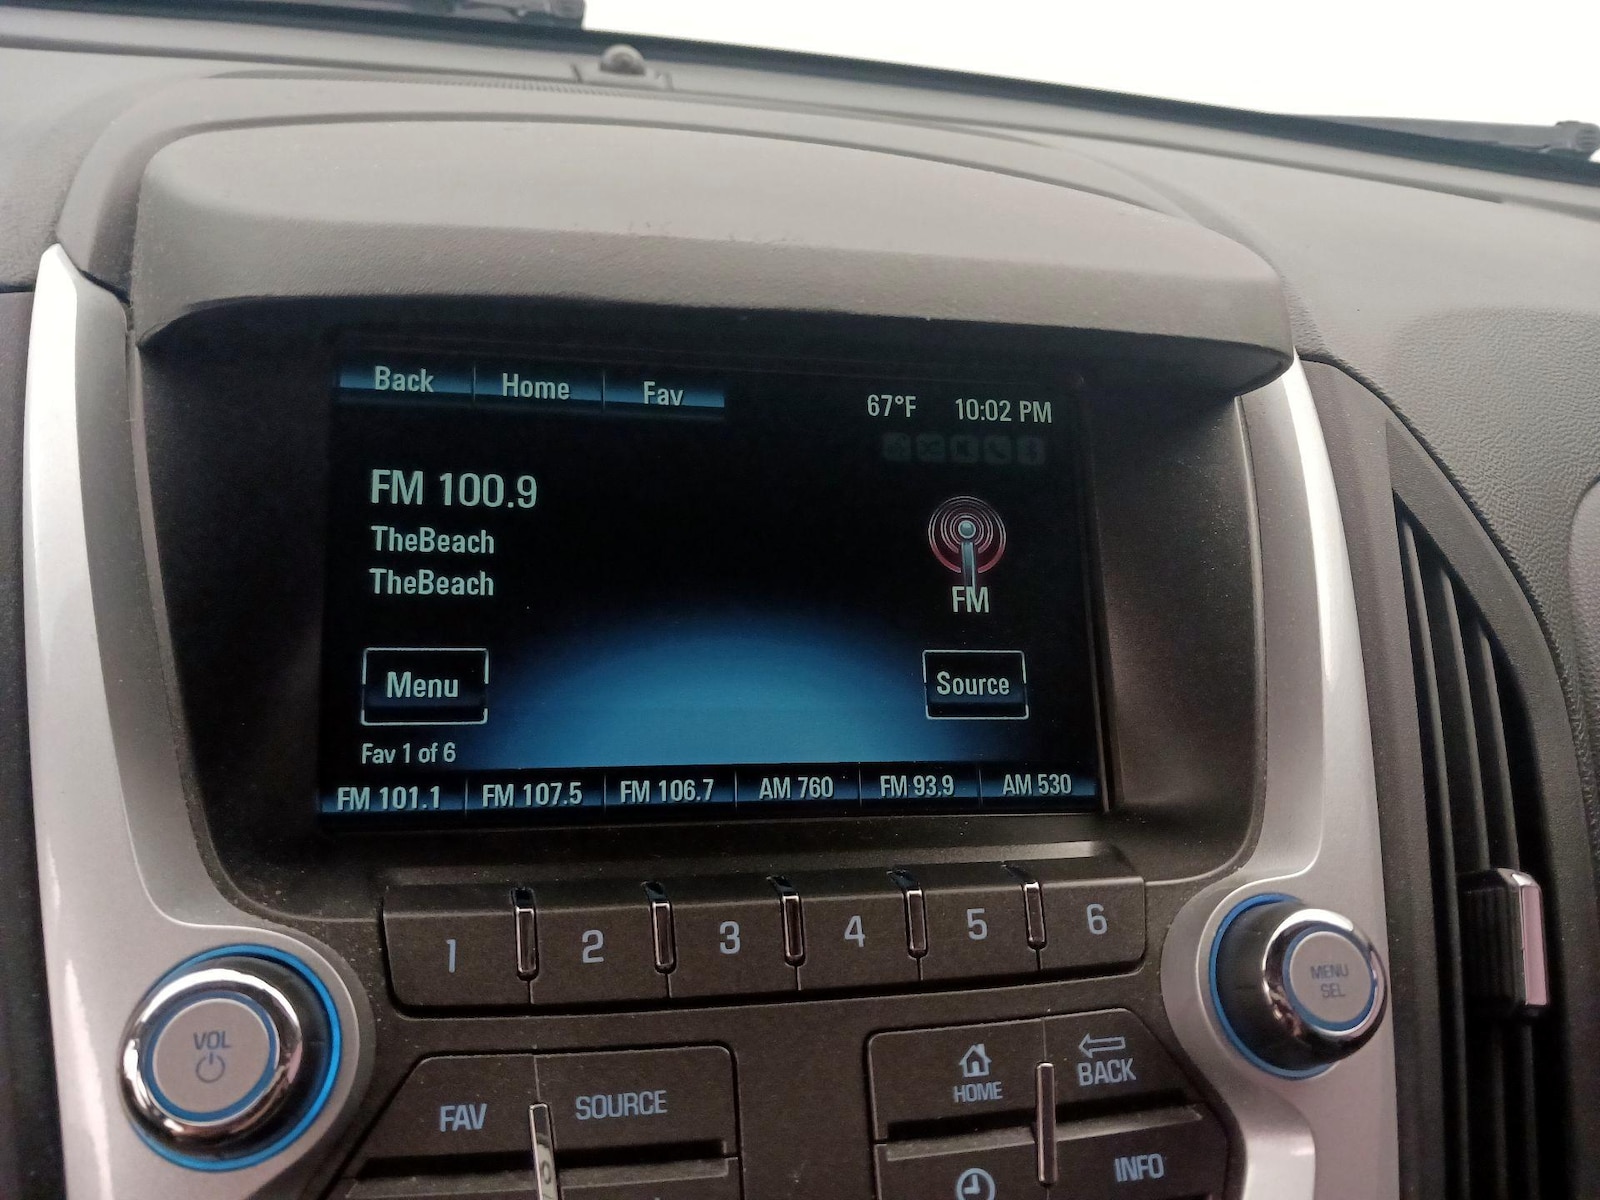 Back Home Fav 67°F 10:02 PM
FM 100.9
TheBeach
TheBeach
FM
Menu Source
Fav 1 of 6
FM 101.1 FM 107.5 FM 106.7 AM 760 FM 93.9 AM 530
1 2 3 4 5 6
VOL
MENU
SEL
FAV SOURCE
HOME BACK
INFO